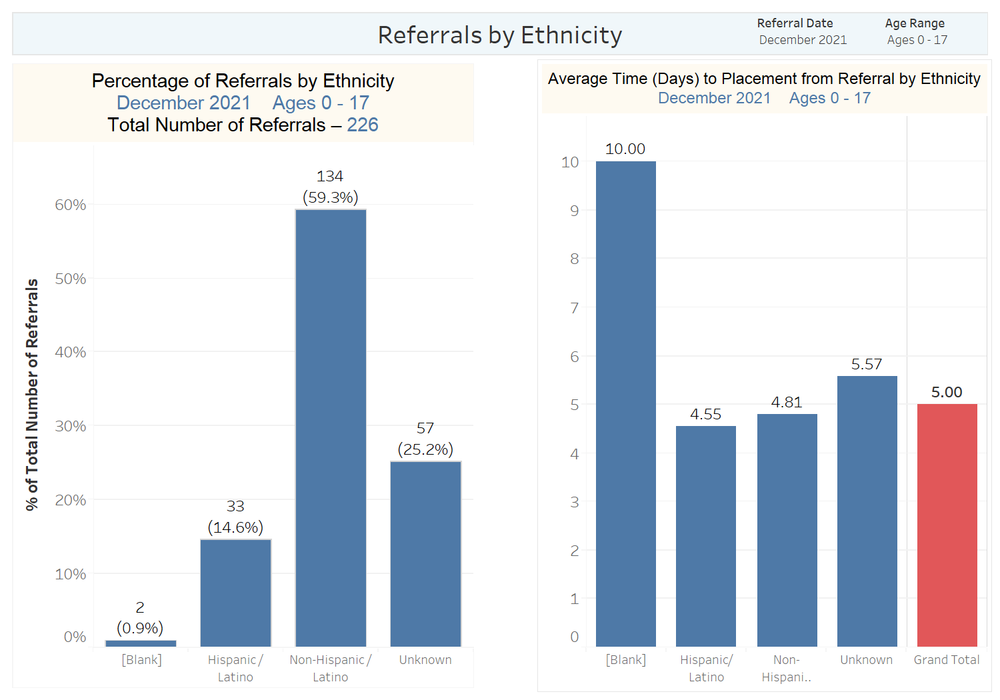 Referrals by Ethnicity
Referral Date
December 2021
Age Range
Ages 0 - 17
Percentage of Referrals by Ethnicity
December 2021 Ages 0 - 17
Total Number of Referrals – 226
% of Total Number of Referrals
60%
50%
40%
30%
20%
10%
0%
2
(0.9%)
33
(14.6%)
134
(59.3%)
57
(25.2%)
[Blank]
Hispanic/
Latino
Non-Hispanic/
Latino
Unknown
Average Time (Days) to Placement from Referral by Ethnicity
December 2021 Ages 0 - 17
10
9
8
7
6
5
4
3
2
1
0
10.00
4.55
4.81
5.57
5.00
[Blank]
Hispanic/
Latino
Non-
Hispani..
Unknown
Grand Total